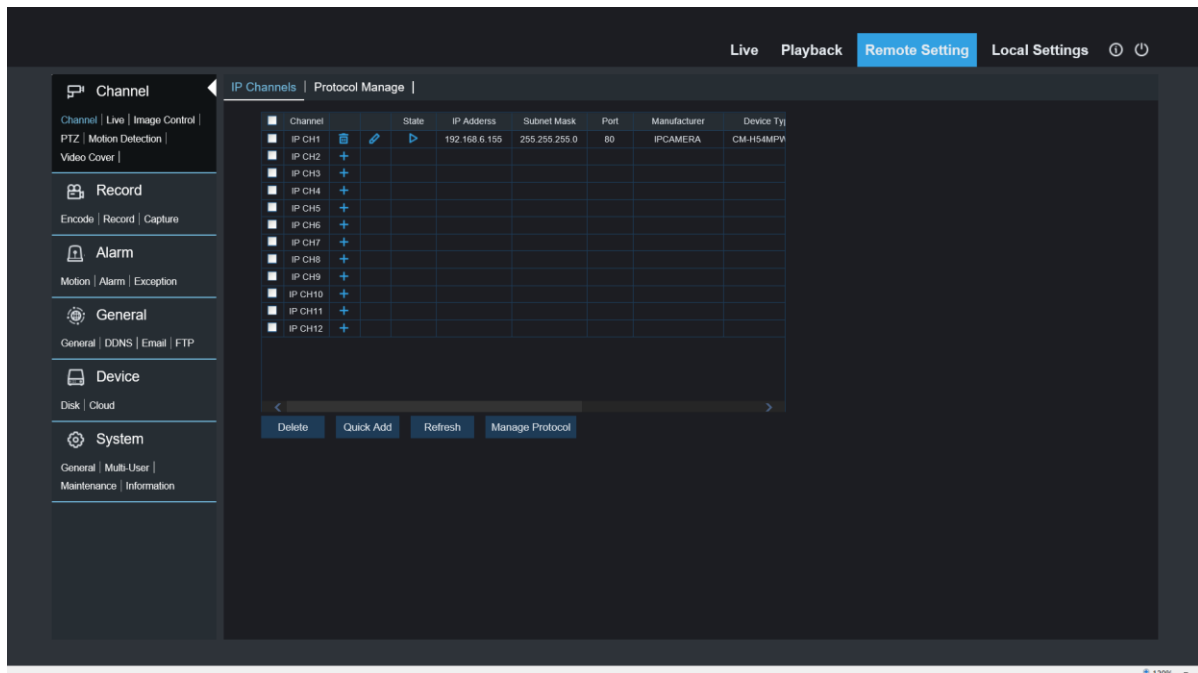 Live Playback Remote Setting Local Settings
Channel
Channel | Live | Image Control |
PTZ | Motion Detection |
Video Cover |
Record
Encode | Record | Capture
Alarm
Motion | Alarm | Exception
General
General | DDNS | Email | FTP
Device
Disk | Cloud
System
General | Multi-User |
Maintenance | Information
IP Channels | Protocol Manage |
Channel State IP Adderss Subnet Mask Port Manufacturer Device Ty
IP CH1 192.168.6.155 255.255.255.0 80 IPCAMERA CM-H54MPW
IP CH2 +
IP CH3 +
IP CH4 +
IP CH5 +
IP CH6 +
IP CH7 +
IP CH8 +
IP CH9 +
IP CH10 +
IP CH11 +
IP CH12 +
Delete Quick Add Refresh Manage Protocol